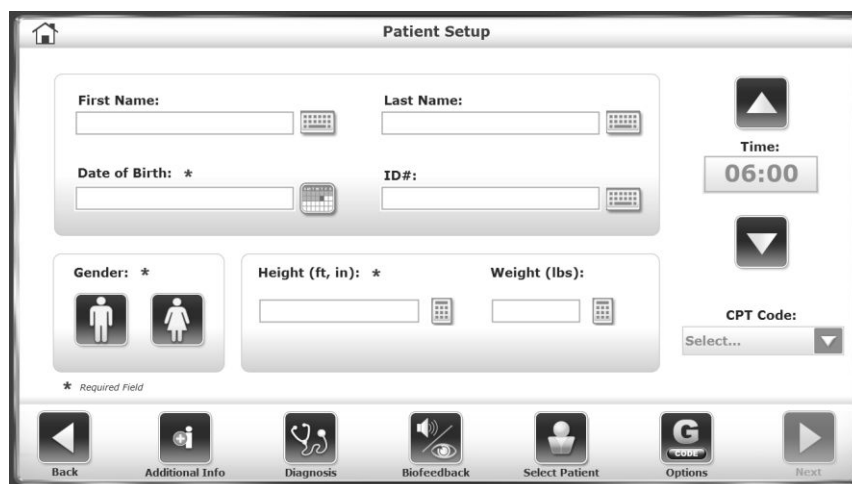 Patient Setup
First Name:
Last Name:
Date of Birth: *
ID#:
Time:
06:00
Gender: *
Height (ft, in): *
Weight (lbs):
CPT Code:
Select...
* Required Field
G
CODE
Back
Additional Info
Diagnosis
Biofeedback
Select Patient
Options
Next